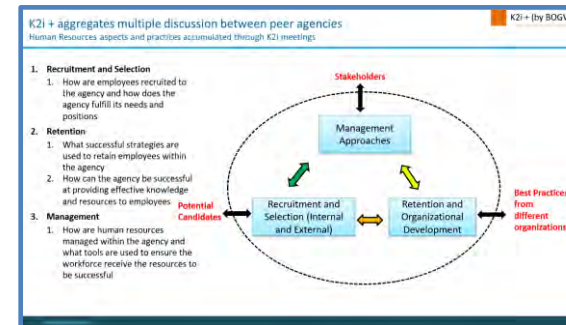 K2i + aggregates multiple discussion between peer agencies
Human Resources aspects and practices accumulated through K2i meetings
K2i + (by BOGV
1. Recruitment and Selection
1. How are employees recruited to
the agency and how does the
agency fulfill its needs and
positions
2. Retention
1. What successful strategies are
used to retain employees within
the agency
2. How can the agency be successful
at providing effective knowledge
and resources to employees
3. Management
1. How are human resources
managed within the agency and
what tools are used to ensure the
workforce receive the resources to
be successful
Stakeholders
Management
Approaches
Potential
Candidates
Recruitment and
Selection (Internal
and External)
Retention and
Organizational
Development
Best Practices
from
different
organizations